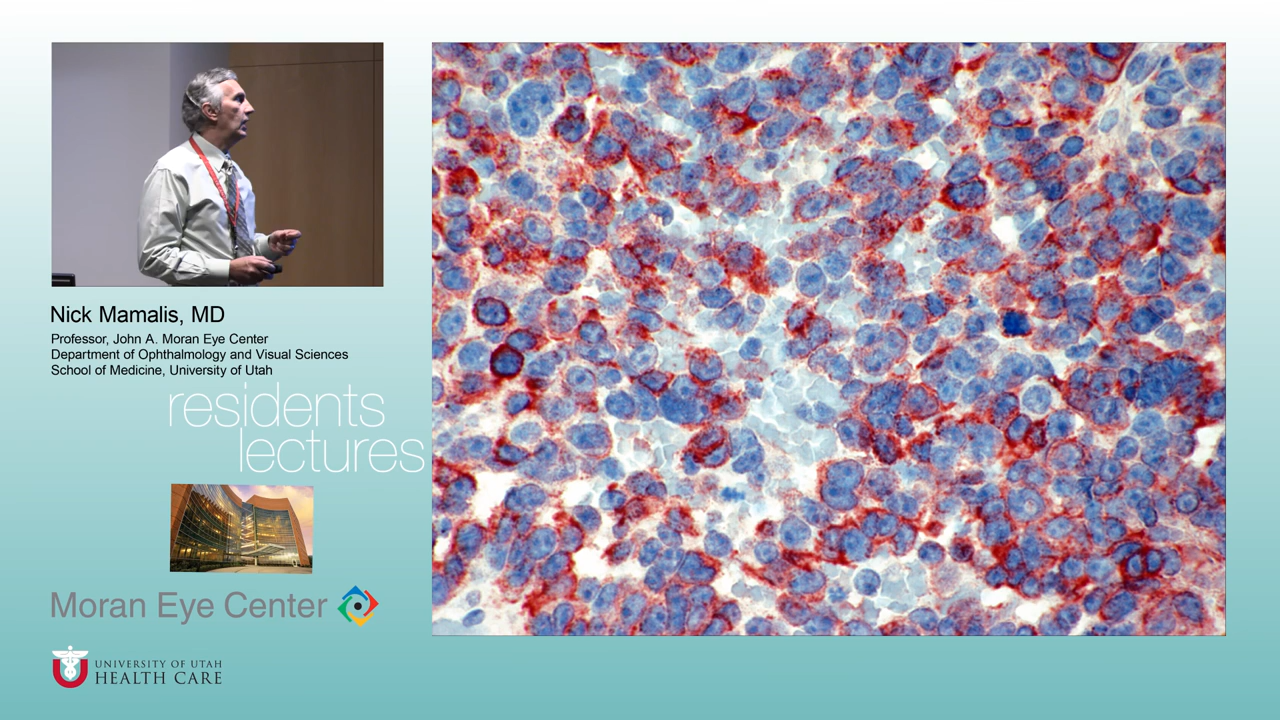 Nick Mamalis, MD
Professor, John A. Moran Eye Center
Department of Ophthalmology and Visual Sciences
School of Medicine, University of Utah
residents
lectures
Moran Eye Center
UNIVERSITY OF UTAH
HEALTH CARE